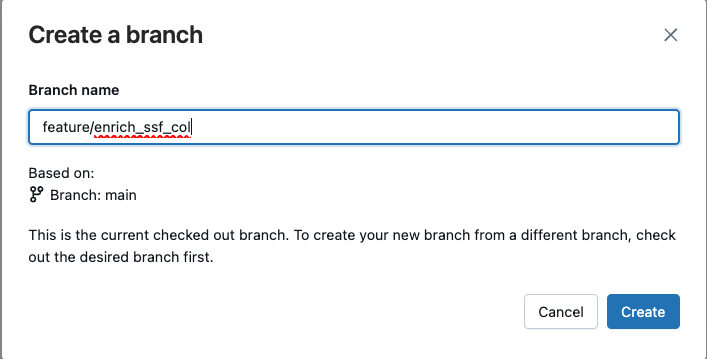 Create a branch
Branch name
feature/enrich_ssf_col
Based on:
Branch: main
This is the current checked out branch. To create your new branch from a different branch, check
out the desired branch first.
Cancel
Create